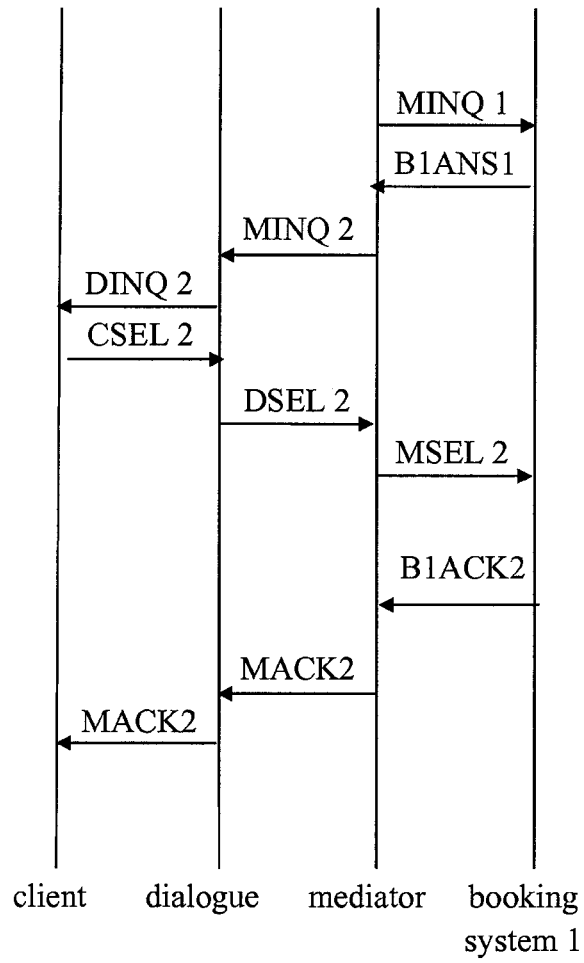 MINQ 1
B1ANS1
MINQ 2
DINQ 2
CSEL 2
DSEL 2
MSEL 2
B1ACK2
MACK2
MACK2
client dialogue mediator booking
system 1